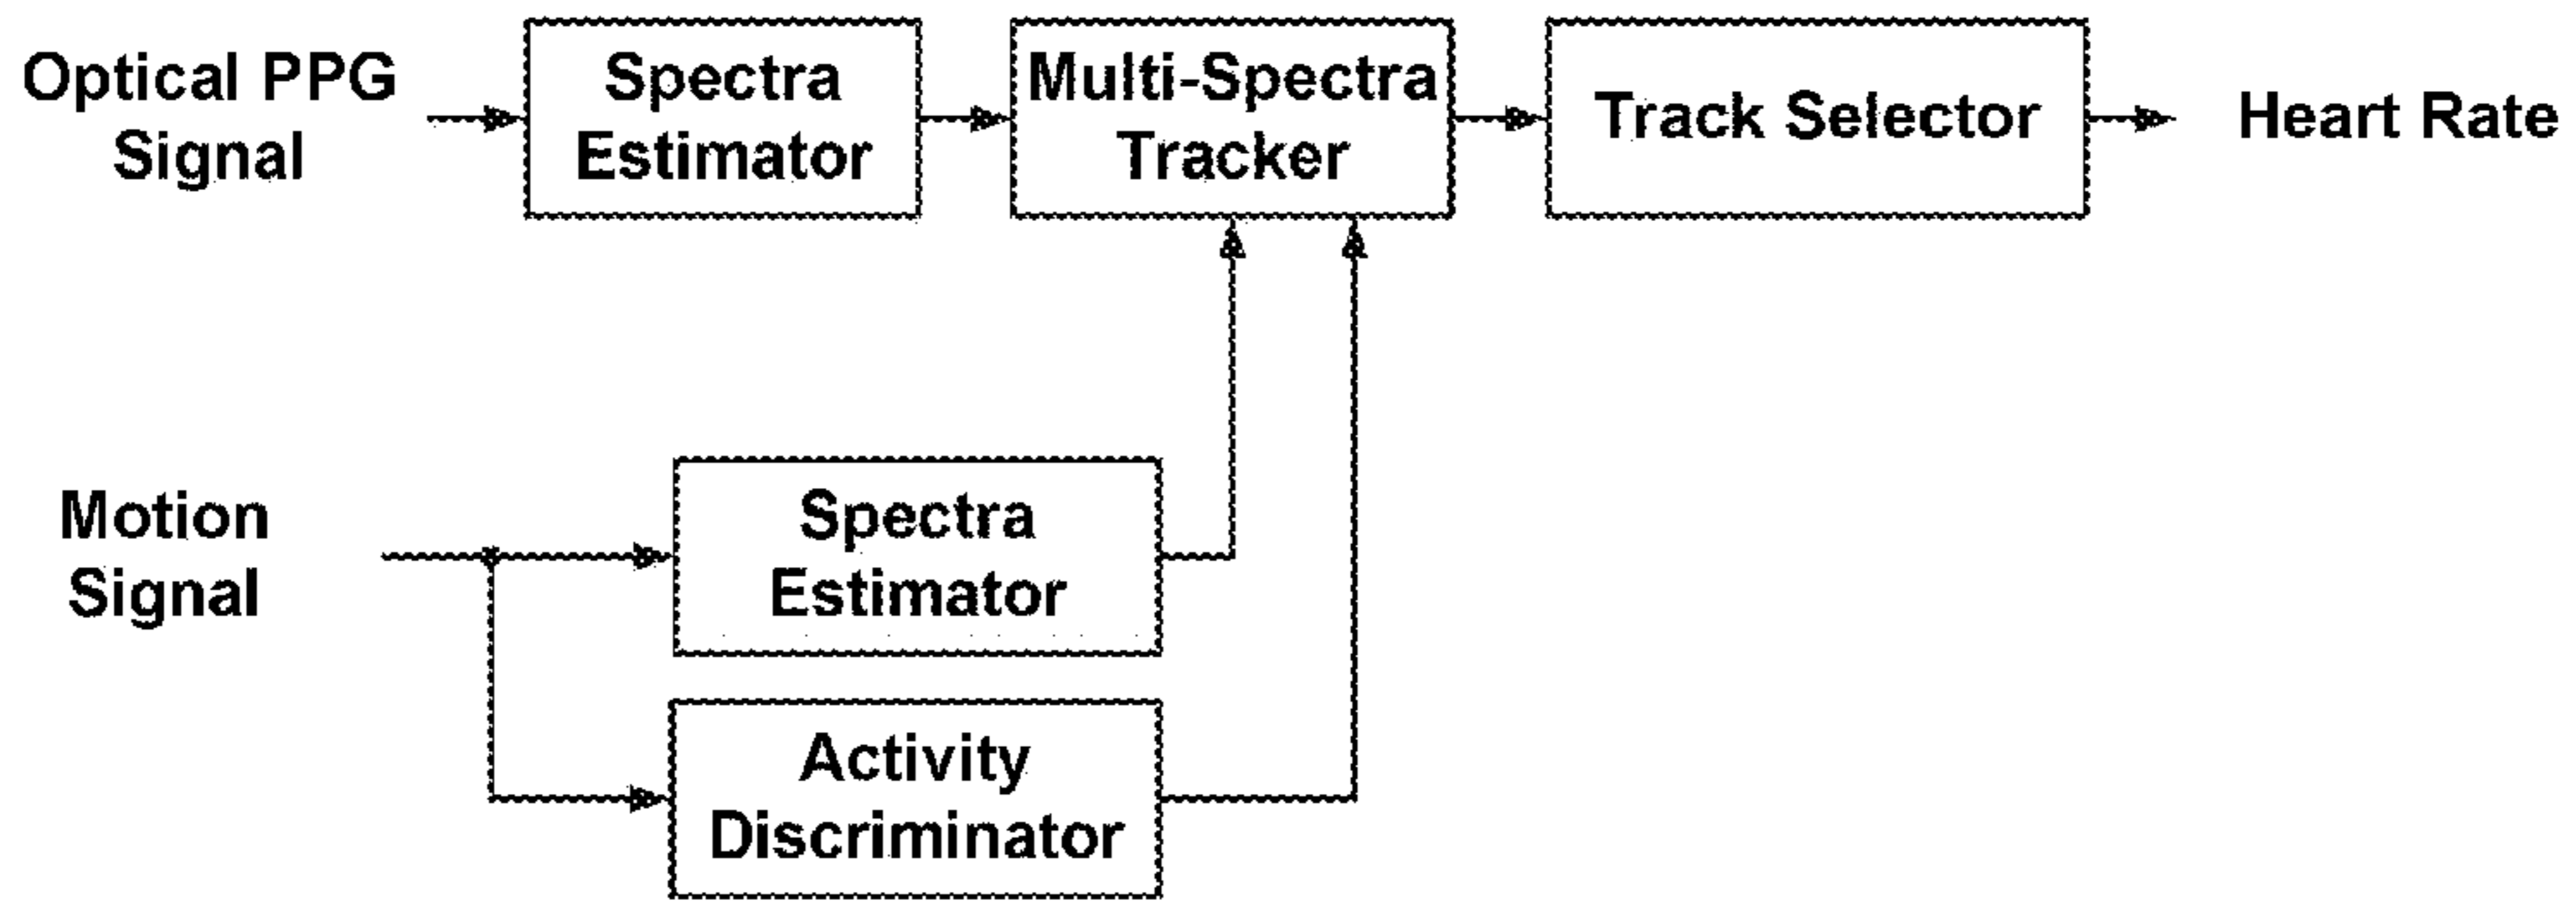 Optical PPG
Signal
Spectra
Estimator
Multi-Spectra
Tracker
Track Selector
Heart Rate
Motion
Signal
Spectra
Estimator
Activity
Discriminator